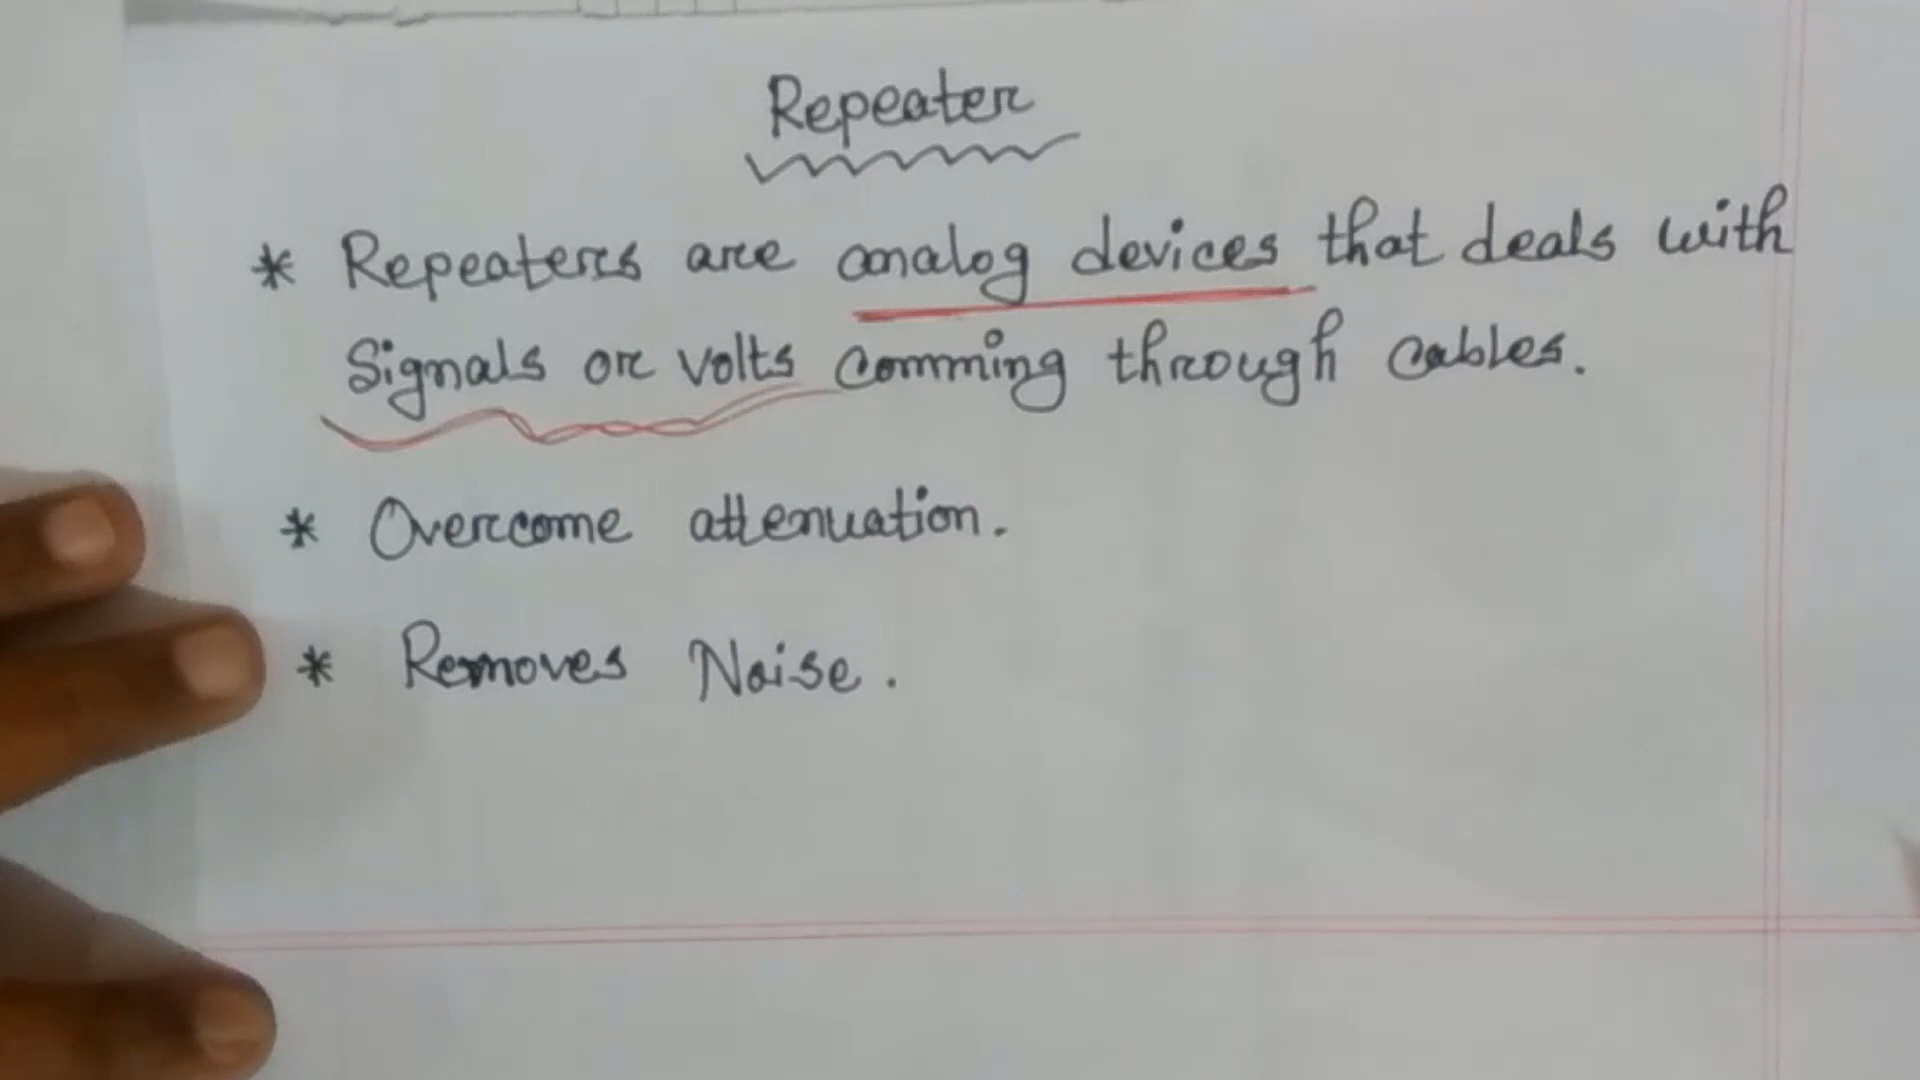 Repeater
* Repeaters are analog devices that deals with
Signals or volts comming through cables.
* Overcome attenuation.
* Removes Noise.